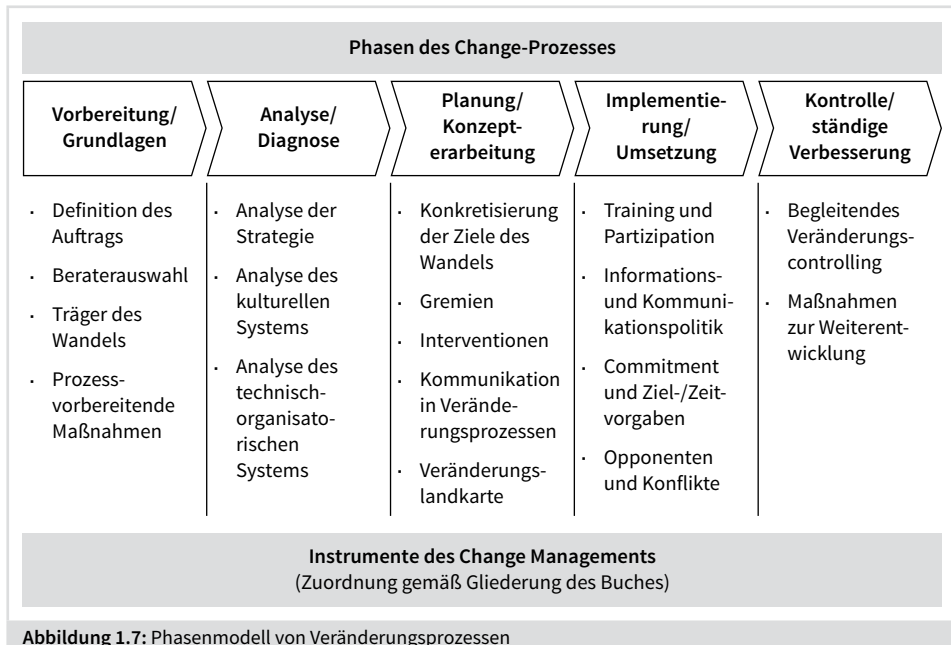 Phasen des Change-Prozesses
Vorbereitung/
Grundlagen
Analyse/
Diagnose
Planung/
Konzept-
erarbeitung
Implementie-
rung/
Umsetzung
Kontrolle/
ständige
Verbesserung
· Definition des
Auftrags
· Beraterauswahl
· Träger des
Wandels
· Prozess-
vorbereitende
Maßnahmen
· Analyse der
Strategie
· Analyse des
kulturellen
Systems
· Analyse des
technisch-
organisato-
rischen
Systems
· Konkretisierung
der Ziele des
Wandels
· Gremien
· Interventionen
· Kommunikation
in Verände-
rungsprozessen
· Veränderungs-
landkarte
· Training und
Partizipation
· Informations-
und Kommuni-
kationspolitik
· Commitment
und Ziel-/Zeit-
vorgaben
· Opponenten
und Konflikte
· Begleitendes
Veränderungs-
controlling
· Maßnahmen
zur Weiterent-
wicklung
Instrumente des Change Managements
(Zuordnung gemäß Gliederung des Buches)
Abbildung 1.7: Phasenmodell von Veränderungsprozessen